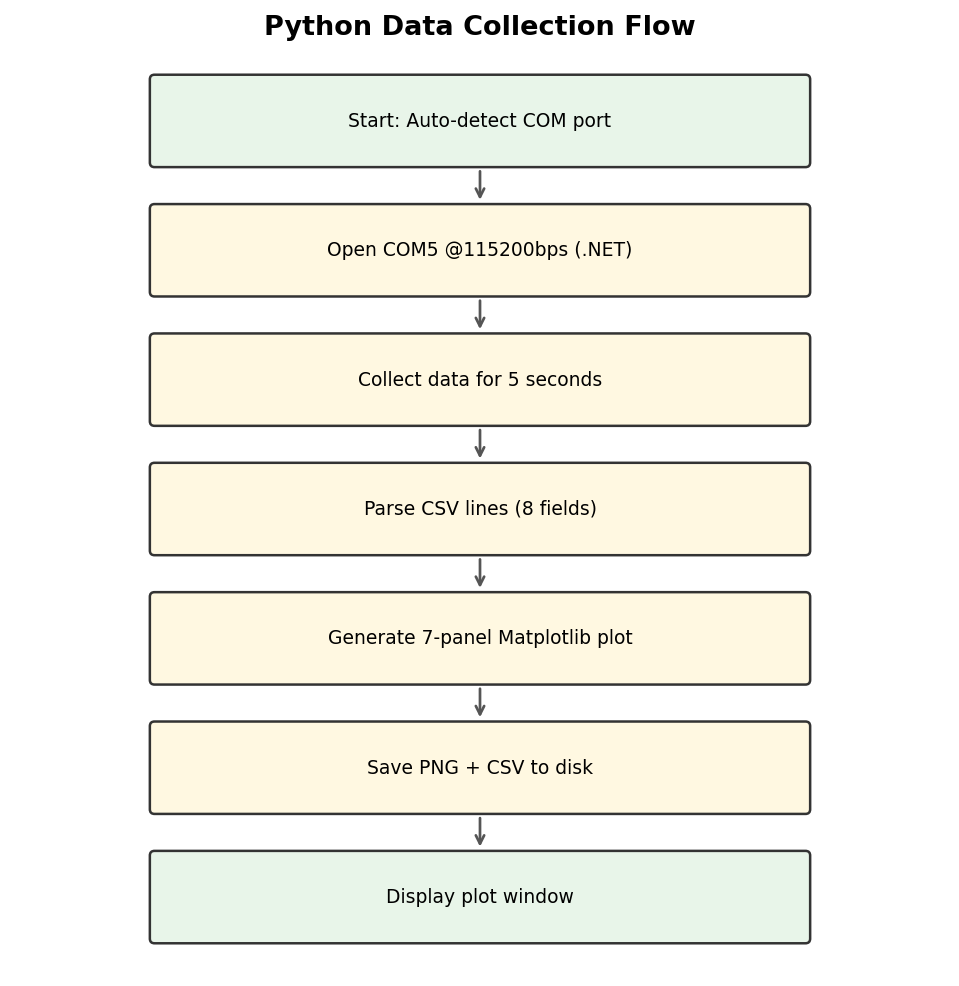 Python Data Collection Flow
Start: Auto-detect COM port
Open COM5 @115200bps (.NET)
Collect data for 5 seconds
Parse CSV lines (8 fields)
Generate 7-panel Matplotlib plot
Save PNG + CSV to disk
Display plot window